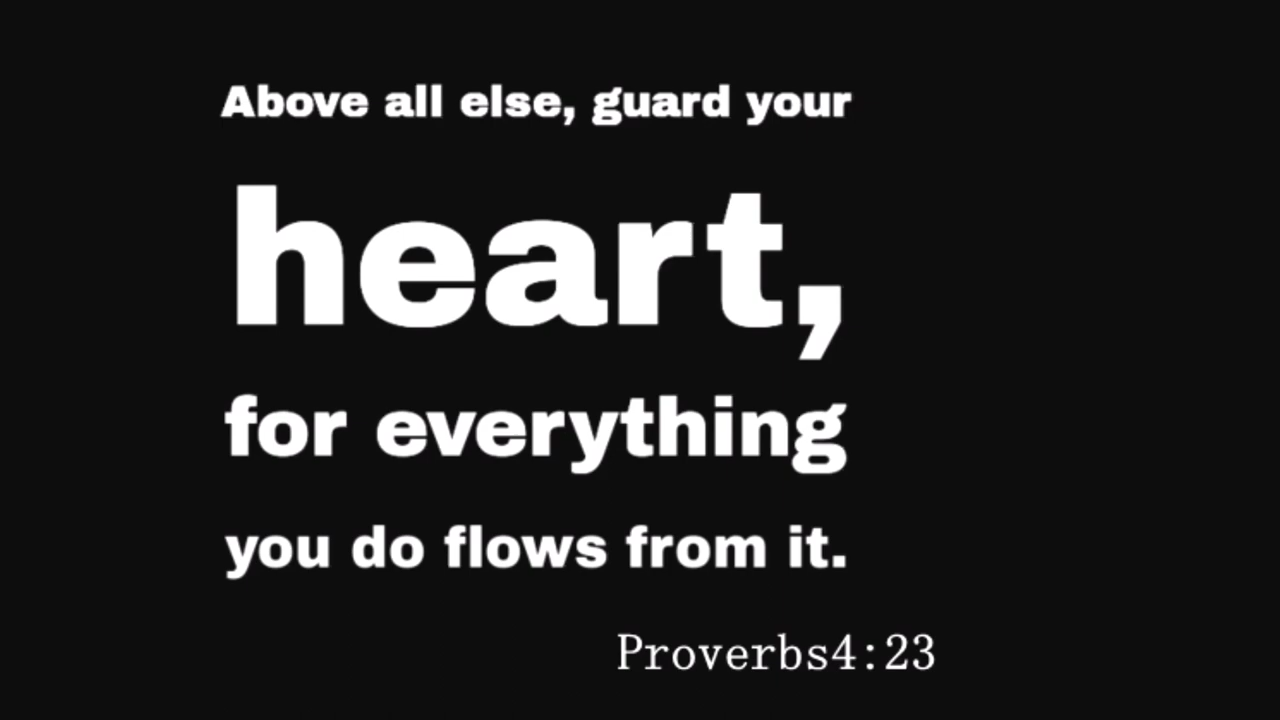 Above all else, guard your
heart,
for everything
you do flows from it.
Proverbs4:23